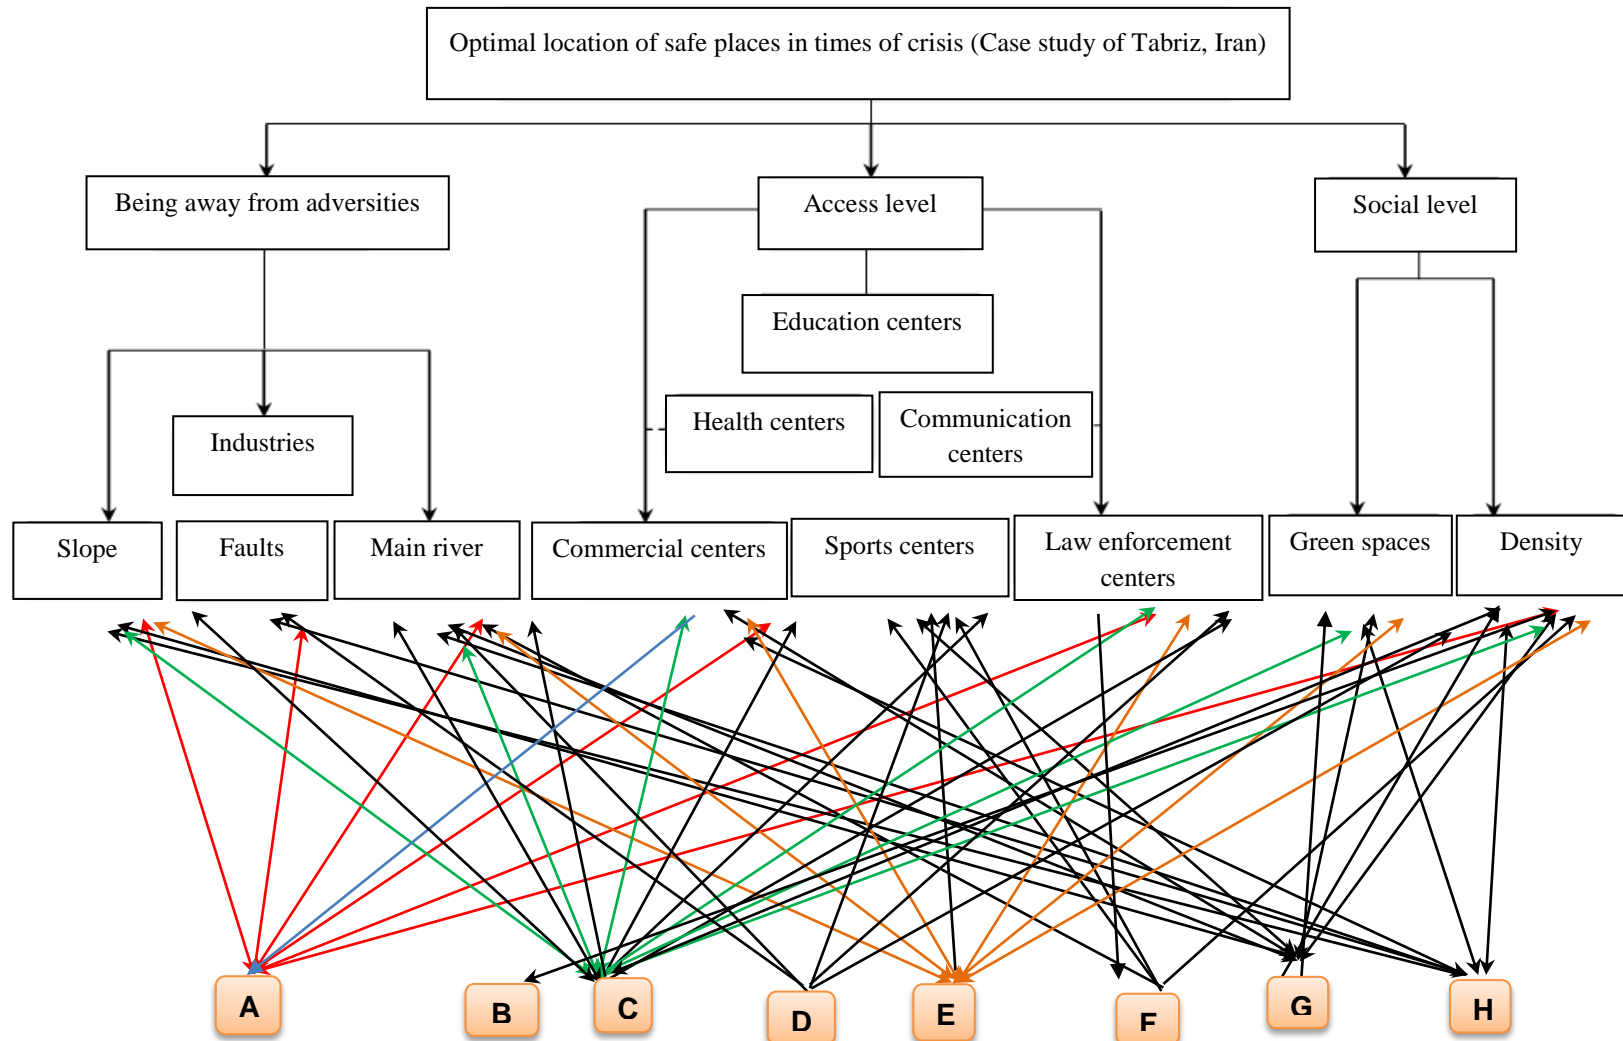 Optimal location of safe places in times of crisis (Case study of Tabriz, Iran)
Being away from adversities
Access level
Social level
Education centers
Industries
Health centers
Communication
centers
Slope
Faults
Main river
Commercial centers
Sports centers
Law enforcement
centers
Green spaces
Density
A
B
C
D
E
F
G
H